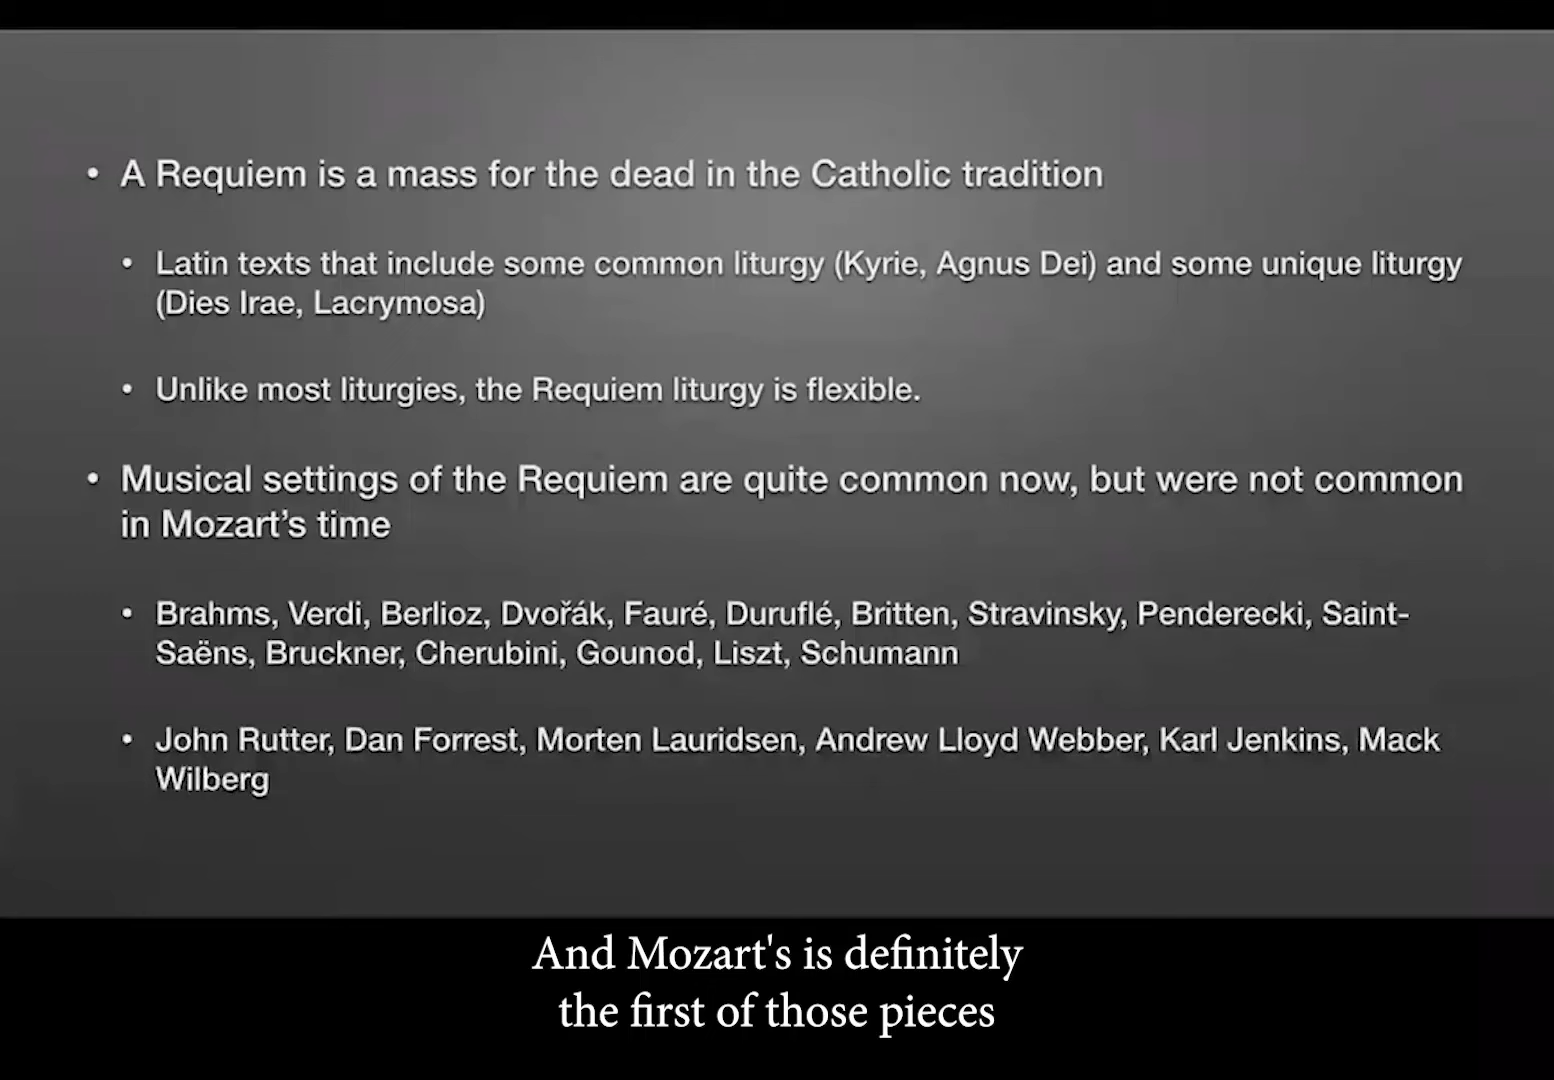 • A Requiem is a mass for the dead in the Catholic tradition
• Latin texts that include some common liturgy (Kyrie, Agnus Dei) and some unique liturgy
(Dies Irae, Lacrymosa)
• Unlike most liturgies, the Requiem liturgy is flexible.
• Musical settings of the Requiem are quite common now, but were not common
in Mozart’s time
• Brahms, Verdi, Berlioz, Dvořák, Fauré, Duruflé, Britten, Stravinsky, Penderecki, Saint-
Saëns, Bruckner, Cherubini, Gounod, Liszt, Schumann
• John Rutter, Dan Forrest, Morten Lauridsen, Andrew Lloyd Webber, Karl Jenkins, Mack
Wilberg
And Mozart's is definitely
the first of those pieces